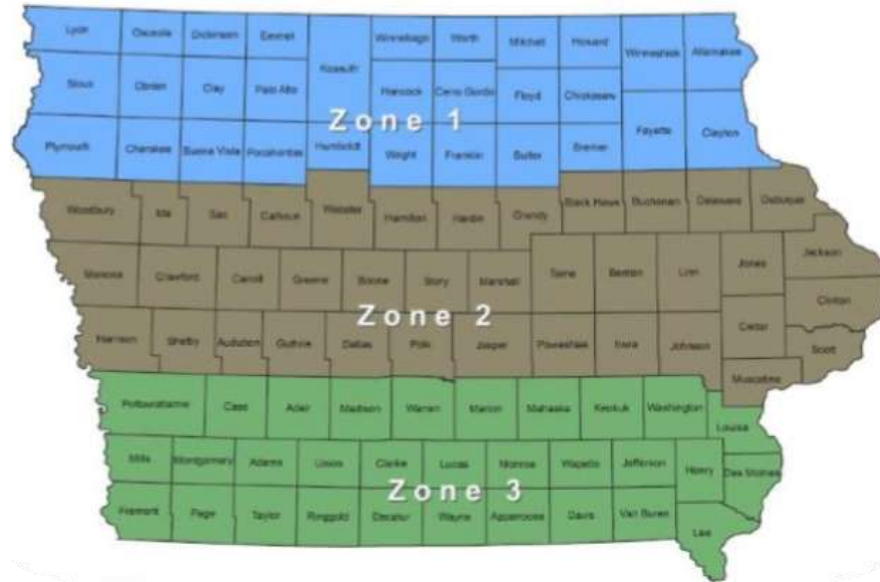 Lyon Osceola Dickinson Emmet Winnebago Worth Mitchell Howard
Kossuth Winneshiek Allamakee
Sioux Obrien Clay Palo Alto Hancock Cerro Gordo Floyd Chickasaw
Zone 1
Fayette Clayton
Plymouth Cherokee Buena Vista Pocahontas Humboldt Wright Franklin Butler Bremer
Woodbury Ida Sac Calhoun Webster Hamilton Hardin Grundy Black Hawk Buchanan Delaware Dubuque
Monona Crawford Carroll Greene Boone Story Marshall Tama Benton Linn Jones Jackson
Clinton
Zone 2
Harrison Shelby Audubon Guthrie Dallas Polk Jasper Poweshiek Iowa Johnson Cedar Scott
Muscatine
Pottawattamie Cass Adair Madison Warren Marion Mahaska Keokuk Washington
Louisa
Mills Montgomery Adams Union Clarke Lucas Monroe Wapello Jefferson Henry Des Moines
Zone 3
Fremont Page Taylor Ringgold Decatur Wayne Appanoose Davis Van Buren
Lee